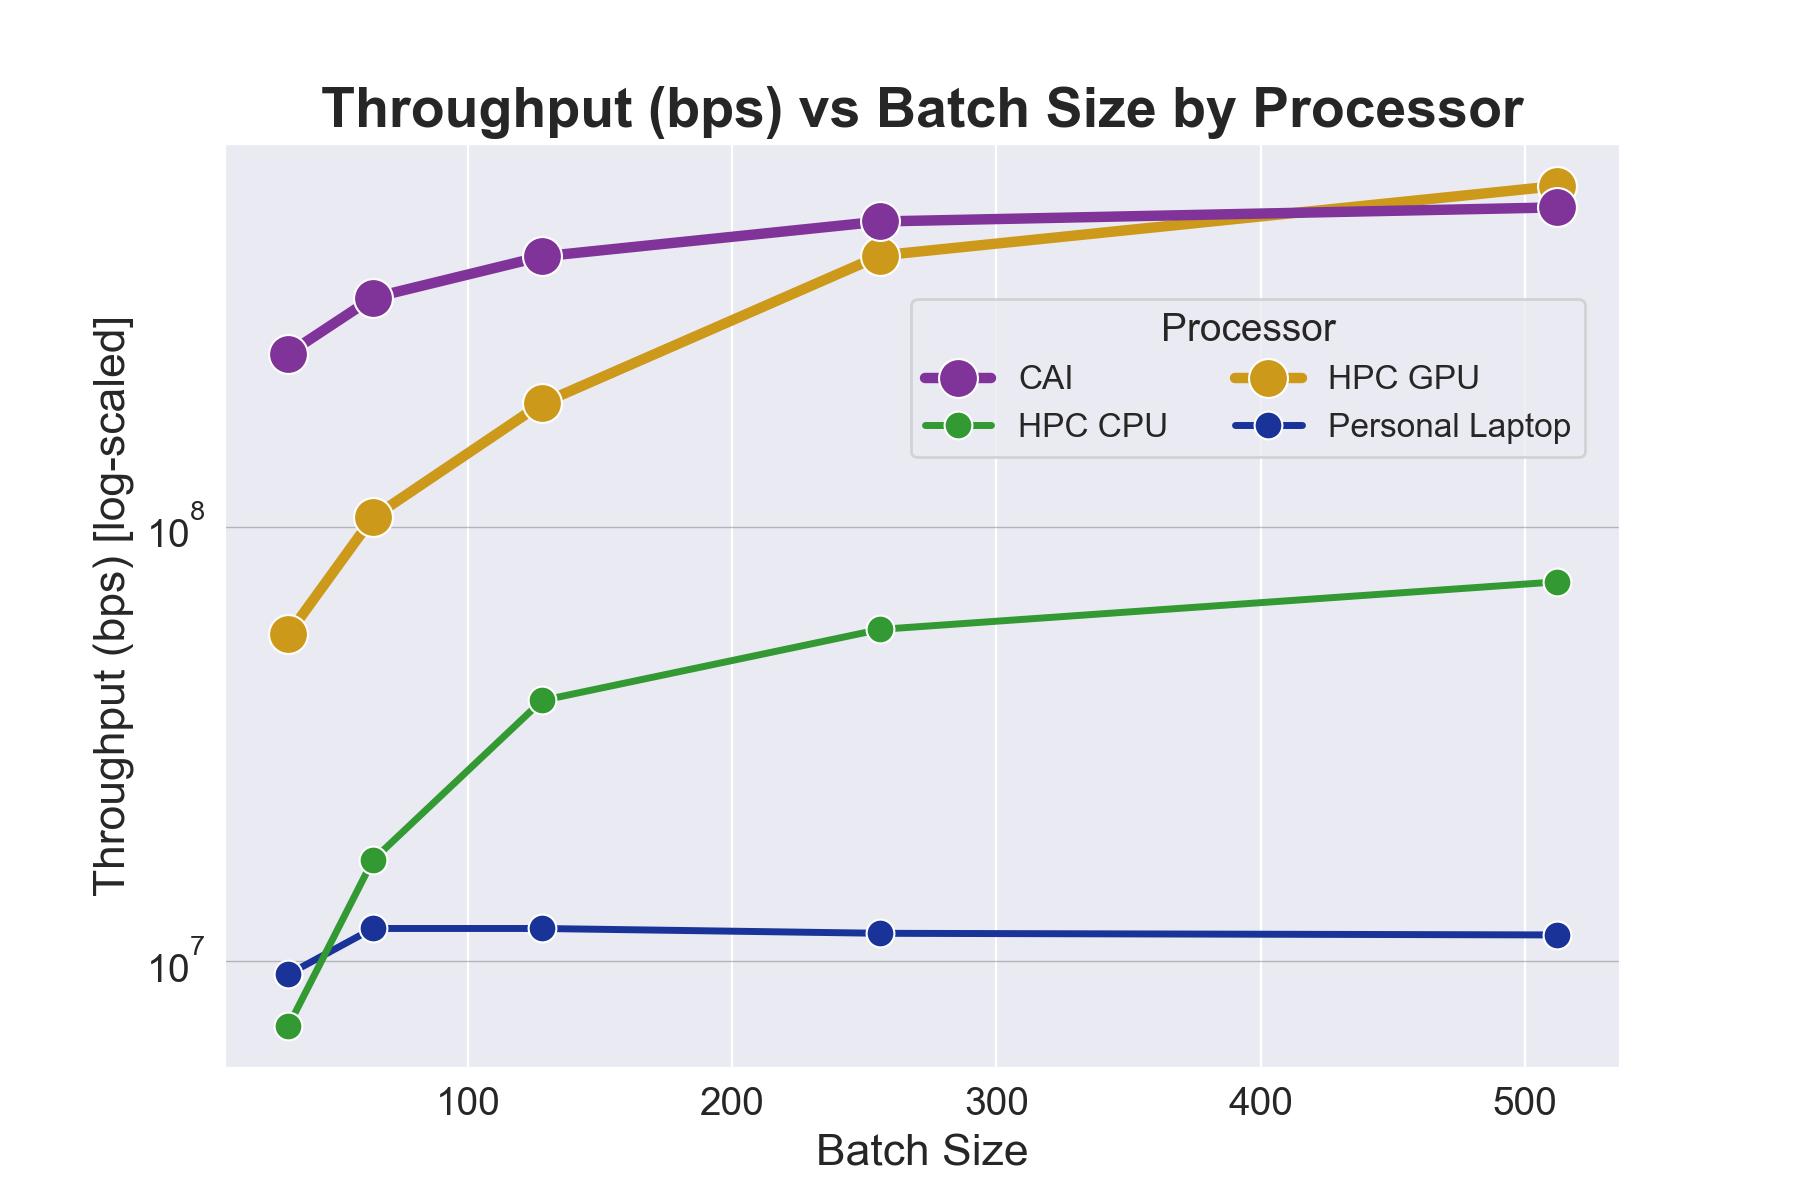 Throughput (bps) vs Batch Size by Processor
Throughput (bps) [log-scaled]
10^8
10^7
Processor
CAI HPC GPU
HPC CPU Personal Laptop
100 200 300 400 500
Batch Size